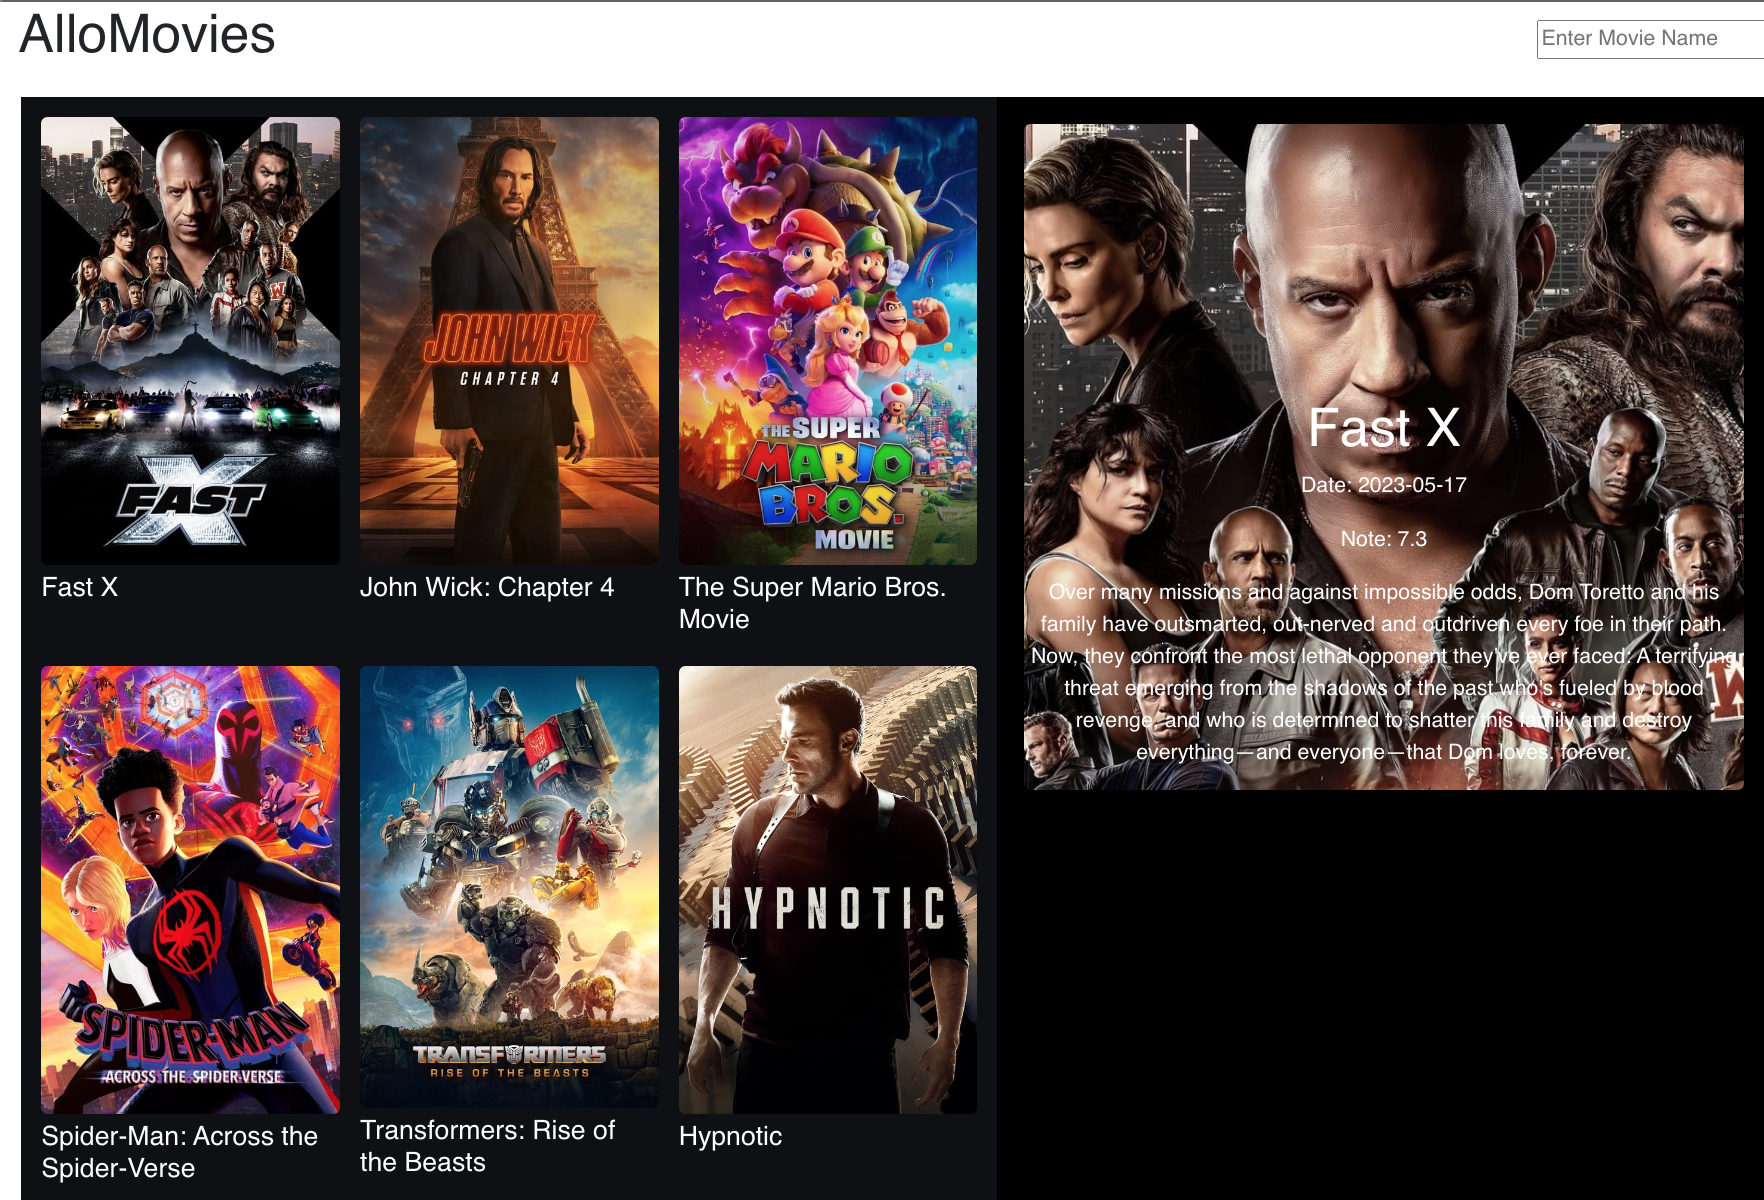 AlloMovies
Enter Movie Name
FAST X
Fast X
JOHN WICK
CHAPTER 4
John Wick: Chapter 4
THE SUPER
MARIO
BROS.
MOVIE
The Super Mario Bros.
Movie
SPIDER-MAN
ACROSS THE SPIDER-VERSE
Spider-Man: Across the
Spider-Verse
TRANSFORMERS
RISE OF THE BEASTS
Transformers: Rise of
the Beasts
HYPNOTIC
Hypnotic
Fast X
Date: 2023-05-17
Note: 7.3
Over many missions and against impossible odds, Dom Toretto and his
family have outsmarted, out-nerved and outdriven every foe in their path.
Now, they confront the most lethal opponent they've ever faced: A terrifying
threat emerging from the shadows of the past who's fueled by blood
revenge, and who is determined to shatter this family and destroy
everything—and everyone—that Dom loves, forever.